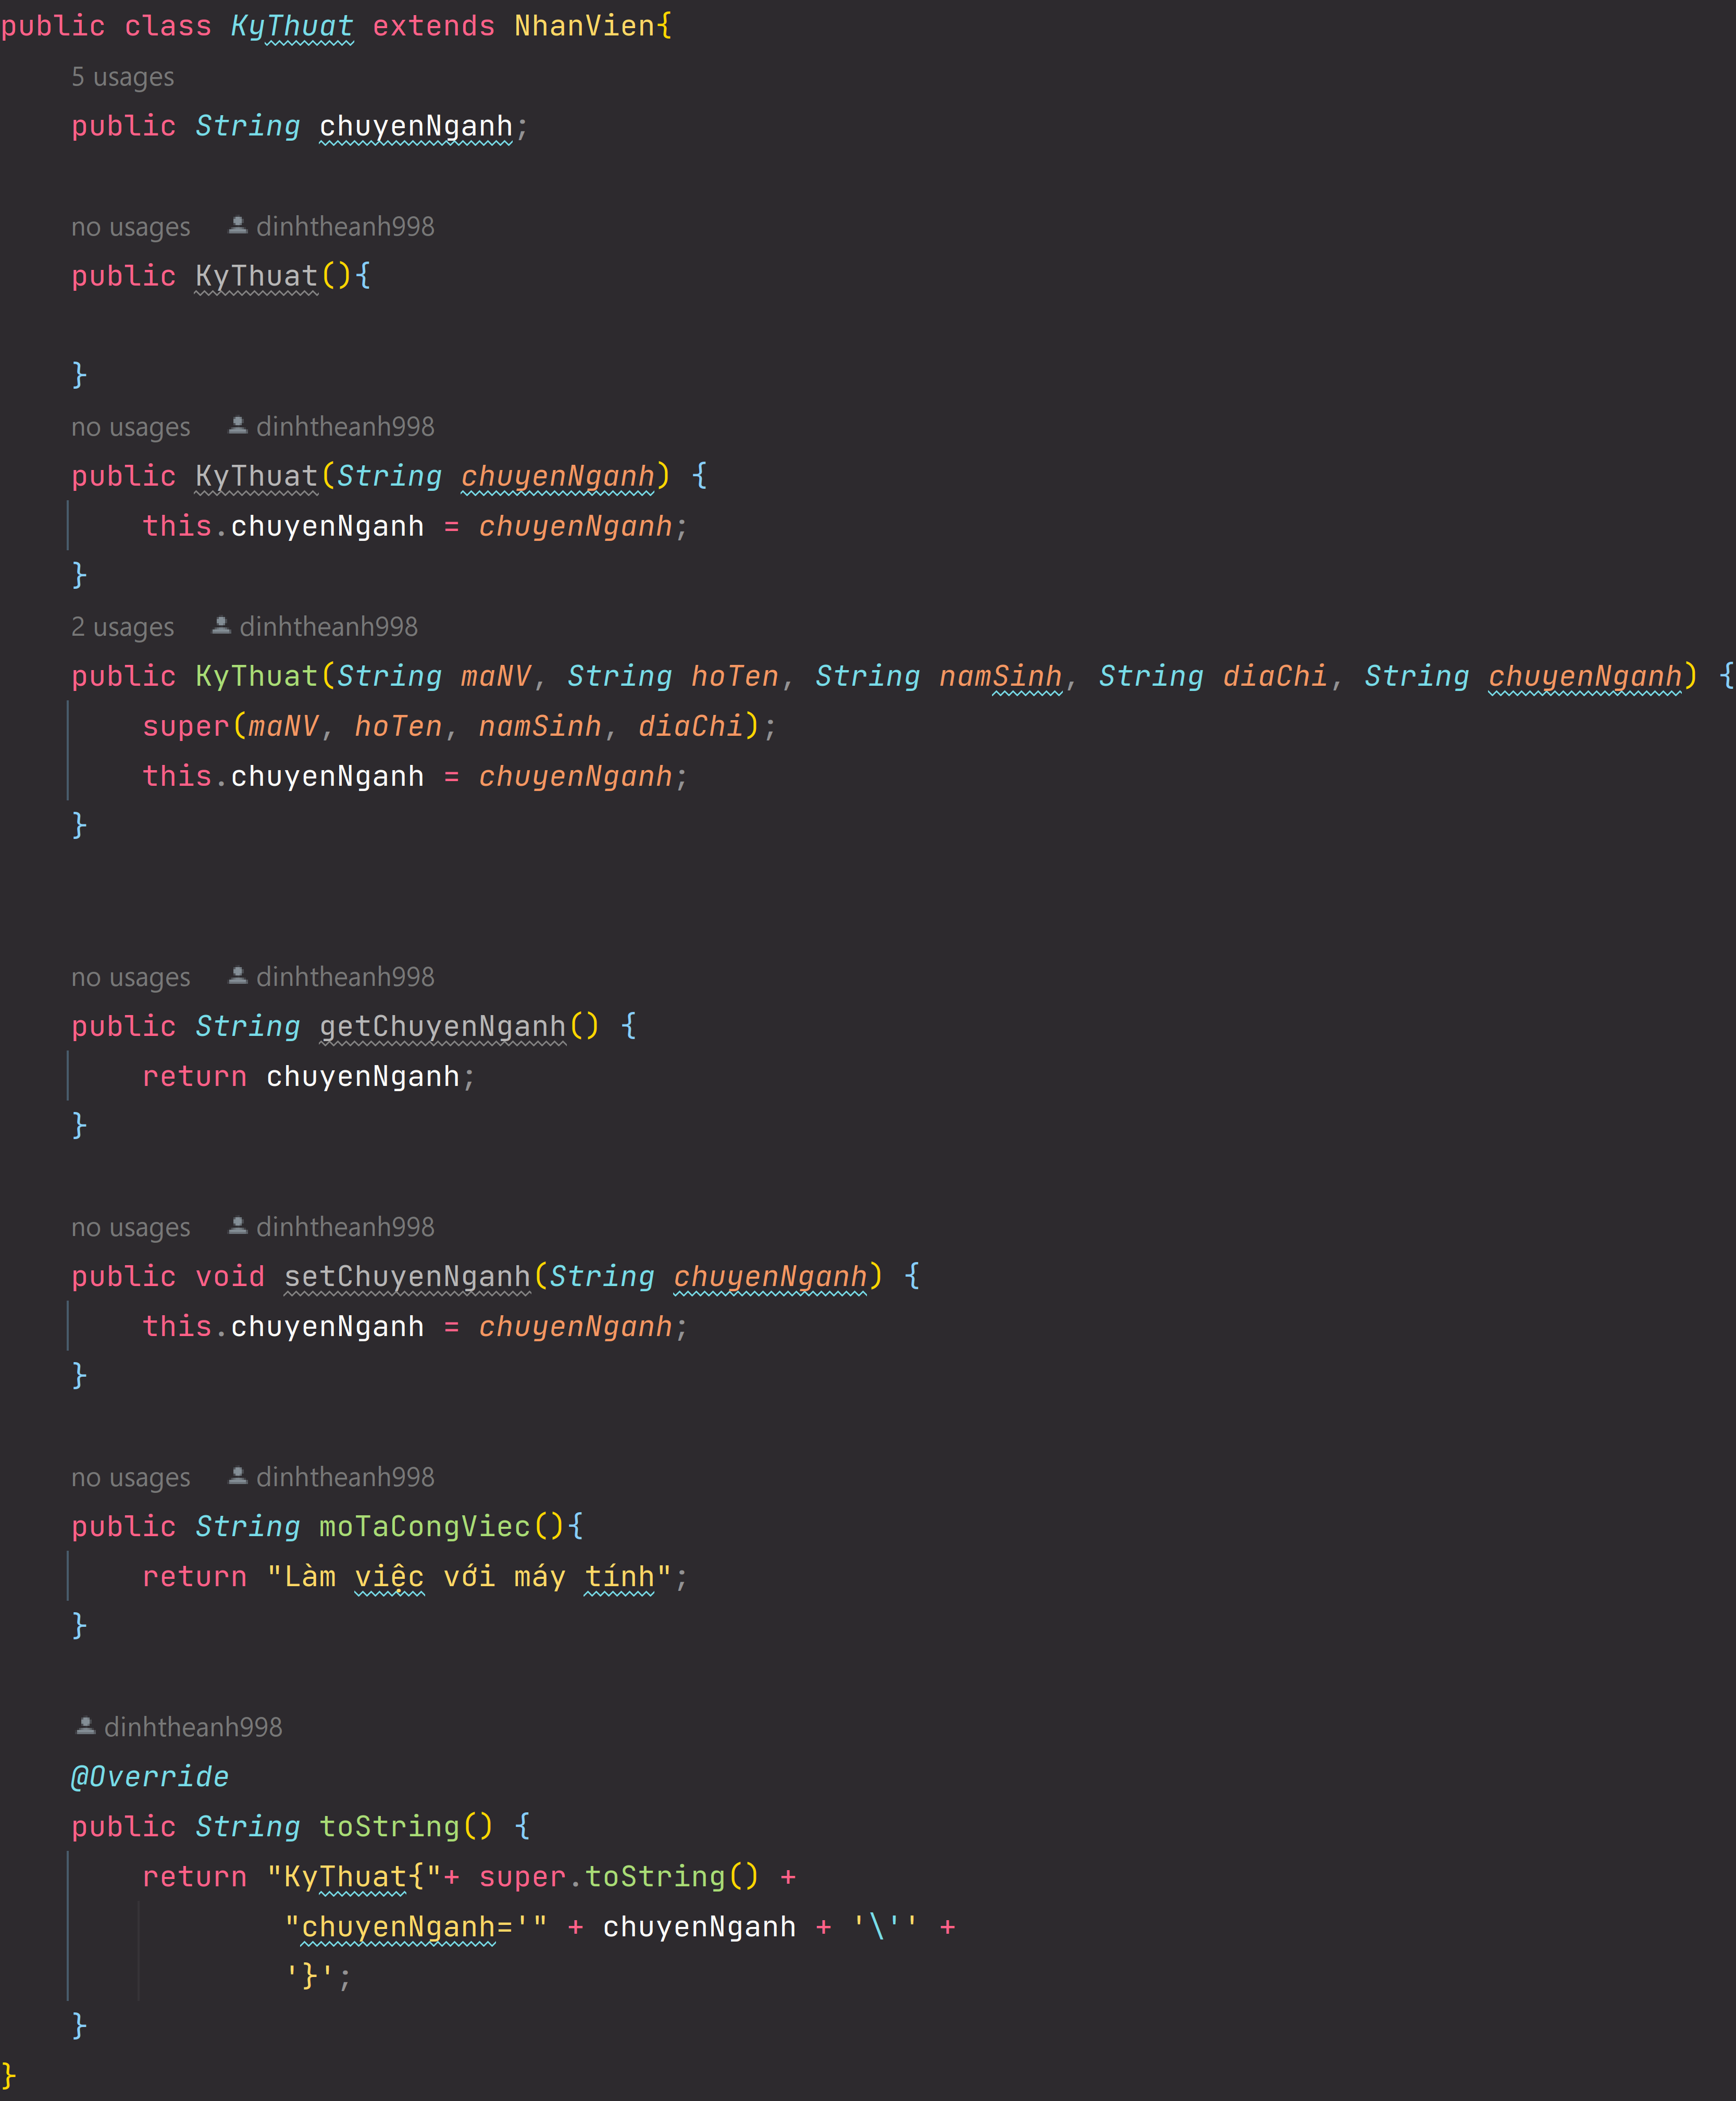 public class KyThuat extends NhanVien{
5 usages
public String chuyenNganh;
no usages dinhtheanh998
public KyThuat(){
}
no usages dinhtheanh998
public KyThuat(String chuyenNganh) {
this.chuyenNganh = chuyenNganh;
}
2 usages dinhtheanh998
public KyThuat(String maNV, String hoTen, String namSinh, String diaChi, String chuyenNganh) {
super(maNV, hoTen, namSinh, diaChi);
this.chuyenNganh = chuyenNganh;
}
no usages dinhtheanh998
public String getChuyenNganh() {
return chuyenNganh;
}
no usages dinhtheanh998
public void setChuyenNganh(String chuyenNganh) {
this.chuyenNganh = chuyenNganh;
}
no usages dinhtheanh998
public String moTaCongViec(){
return "Làm việc với máy tính";
}
dinhtheanh998
@Override
public String toString() {
return "KyThuat{"+ super.toString() +
"chuyenNganh='" + chuyenNganh + '\'' +
'}';
}
}